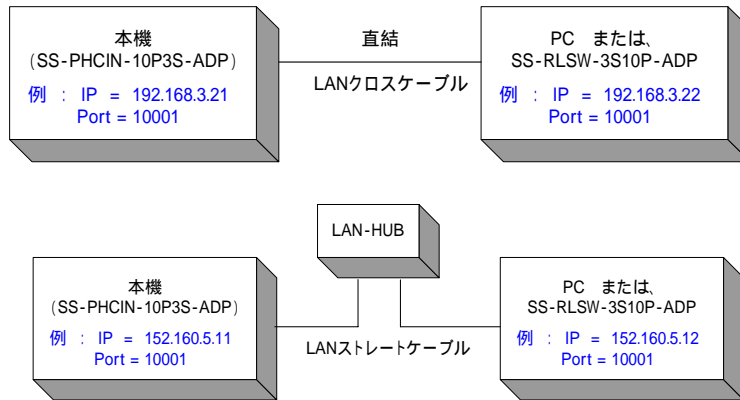 本機
(SS-PHCIN-10P3S-ADP)
例 : IP = 192.168.3.21
Port = 10001
直結
LANクロスケーブル
PC または、
SS-RLSW-3S10P-ADP
例 : IP = 192.168.3.22
Port = 10001
LAN-HUB
本機
(SS-PHCIN-10P3S-ADP)
例 : IP = 152.160.5.11
Port = 10001
LANストレートケーブル
PC または、
SS-RLSW-3S10P-ADP
例 : IP = 152.160.5.12
Port = 10001